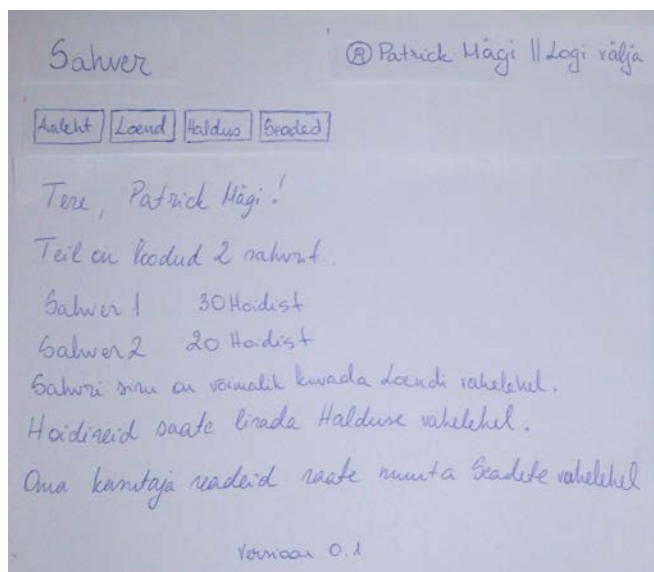 Sahver
Ⓡ Patrick Mägi || Logi välja
Avaleht Loend Haldus Seaded
Tere, Patrick Mägi!
Teil on loodud 2 sahvrit.
Sahver 1 30 Hoidist
Sahver 2 20 Hoidist
Sahvri sisu on võimalik kuvada Loendi vahelehel.
Hoidiseid saate lisada Halduse vahelehel.
Oma kasutaja seadeid saate muuta Seadete vahelehel
Versioon 0.1